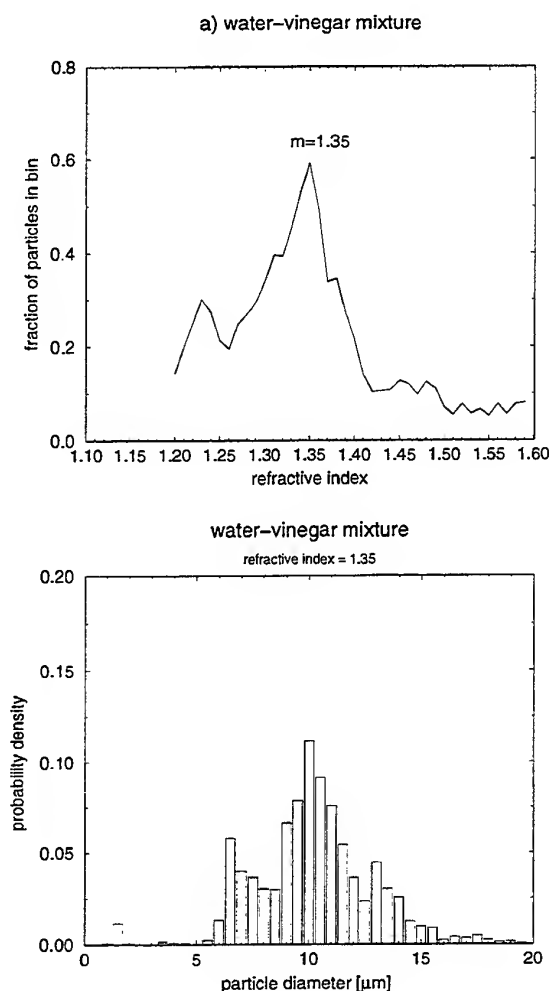 a) water–vinegar mixture
0.8
0.6
0.4
0.2
0.0
fraction of particles in bin
m=1.35
1.10 1.15 1.20 1.25 1.30 1.35 1.40 1.45 1.50 1.55 1.60
refractive index
water–vinegar mixture
refractive index = 1.35
0.20
0.15
0.10
0.05
0.00
probability density
0 5 10 15 20
particle diameter [µm]